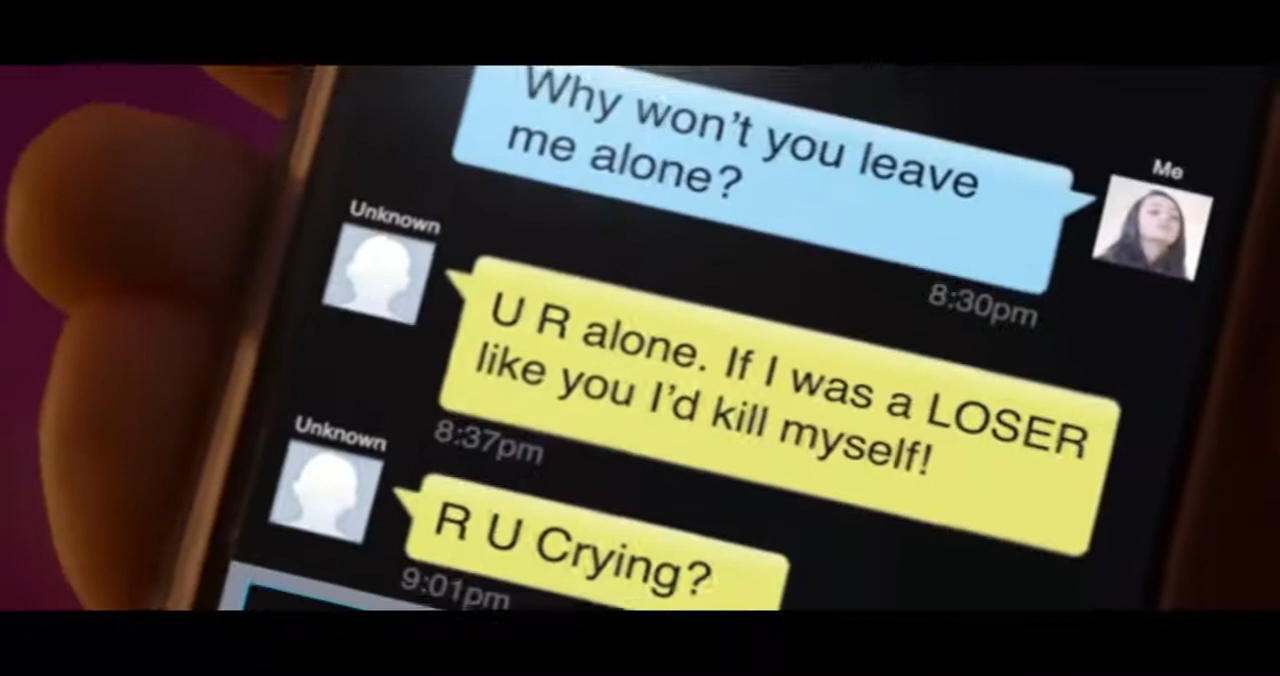 Why won't you leave
me alone?
Me
8:30pm
Unknown
U R alone. If I was a LOSER
like you I'd kill myself!
8:37pm
Unknown
R U Crying?
9:01pm